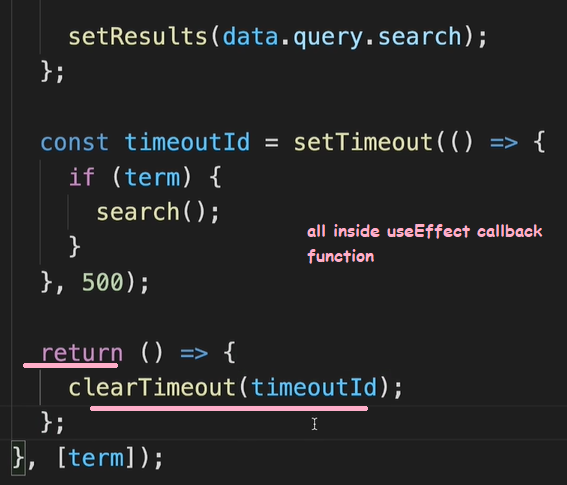 setResults(data.query.search);
};
const timeoutId = setTimeout(() => {
if (term) {
search();
all inside useEffect callback
}
function
}, 500);
return () => {
clearTimeout(timeoutId);
};
}, [term]);